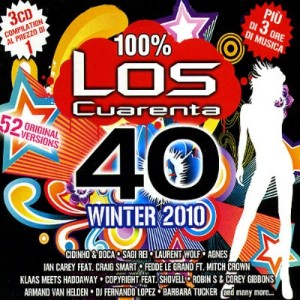 3CD
COMPILATION
AL PREZZO DI
1
100%
PIÙ
DI 3 ORE
DI MUSICA
LOS
Cuarenta
52 ORIGINAL
VERSIONS
40
WINTER 2010
CIDINHO & DOCA • SAGI REI • LAURENT WOLF • AGNES
IAN CAREY FEAT. CRAIG SMART • FEDDE LE GRAND FT. MITCH CROWN
KLAAS MEETS HADDAWAY • COPYRIGHT FEAT. SHOVELL • ROBIN S & COREY GIBBONS
ARMAND VAN HELDEN • DJ FERNANDO LOPEZ • BARBARA TUCKER and many more...